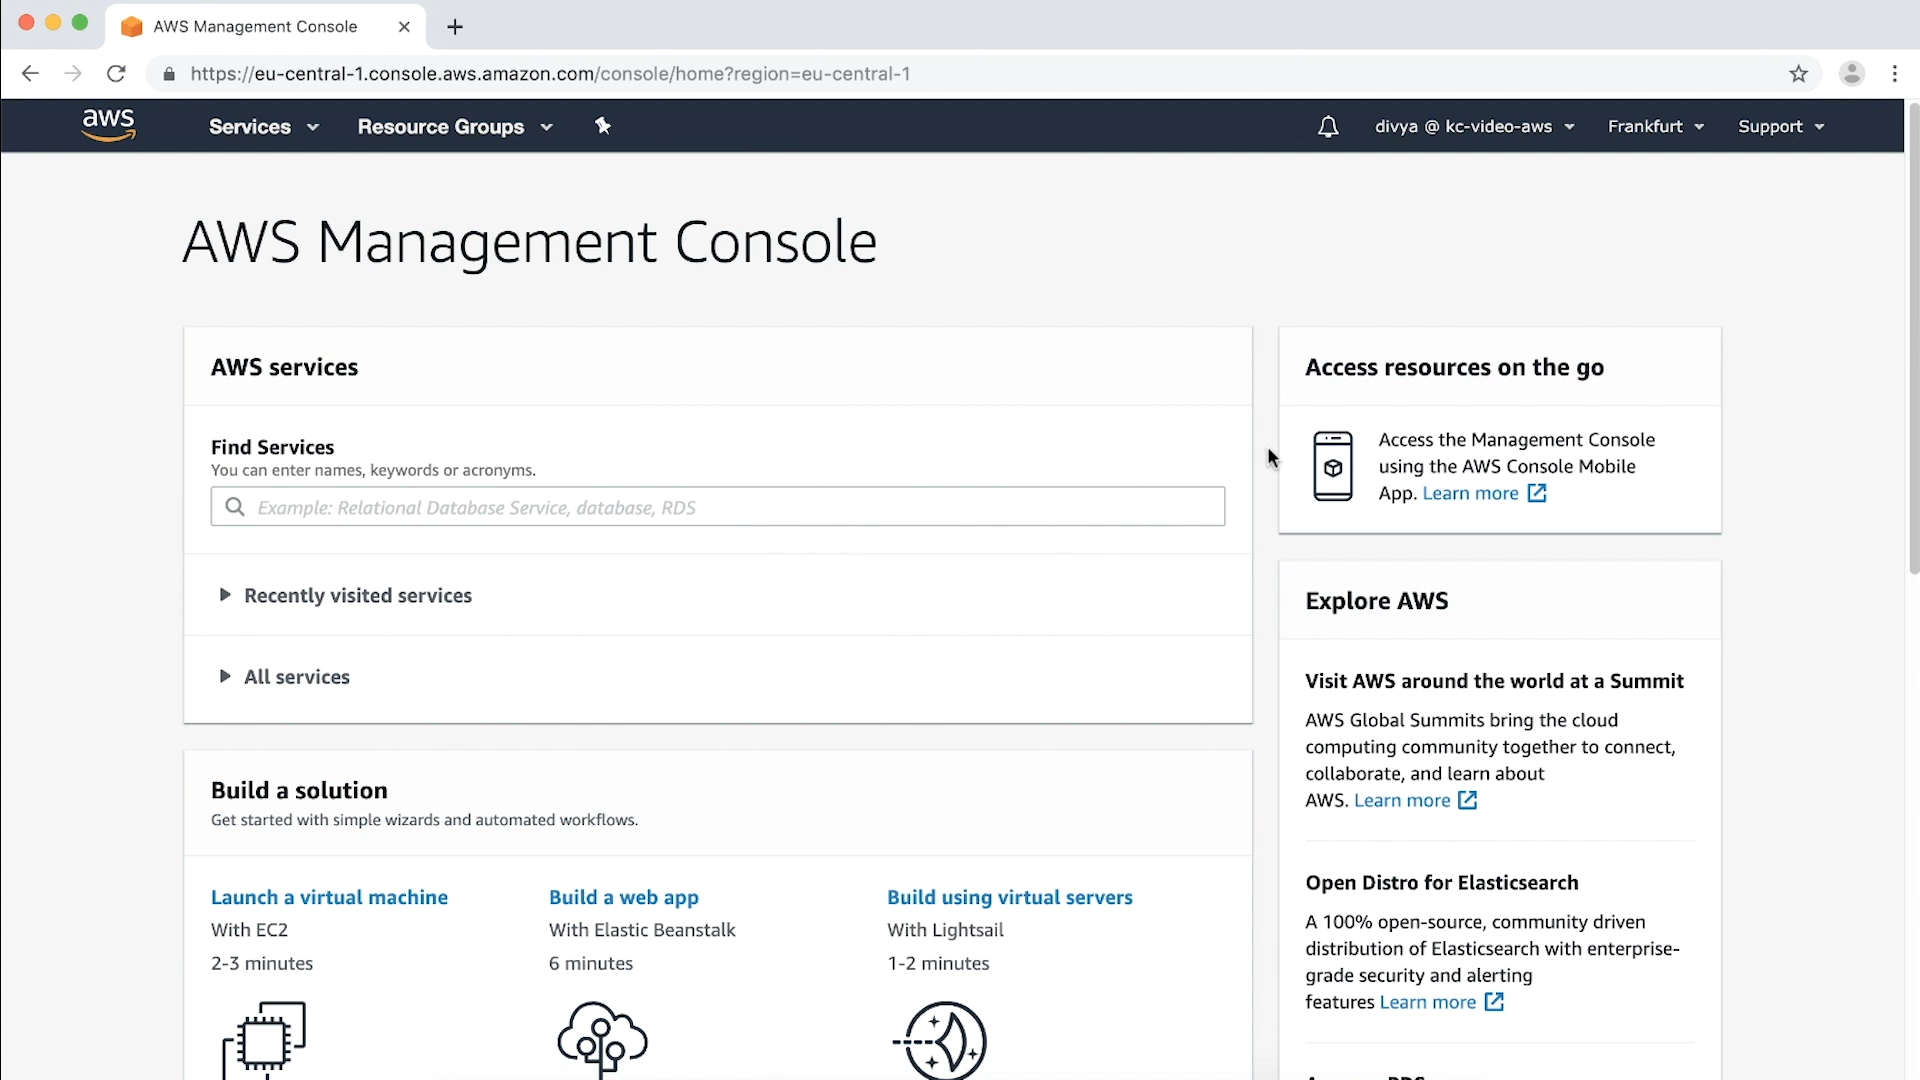 AWS Management Console
https://eu-central-1.console.aws.amazon.com/console/home?region=eu-central-1
aws
Services
Resource Groups
divya @ kc-video-aws
Frankfurt
Support
AWS Management Console
AWS services
Find Services
You can enter names, keywords or acronyms.
Example: Relational Database Service, database, RDS
Recently visited services
All services
Build a solution
Get started with simple wizards and automated workflows.
Launch a virtual machine
With EC2
2-3 minutes
Build a web app
With Elastic Beanstalk
6 minutes
Build using virtual servers
With Lightsail
1-2 minutes
Access resources on the go
Access the Management Console
using the AWS Console Mobile
App. Learn more
Explore AWS
Visit AWS around the world at a Summit
AWS Global Summits bring the cloud
computing community together to connect,
collaborate, and learn about
AWS. Learn more
Open Distro for Elasticsearch
A 100% open-source, community driven
distribution of Elasticsearch with enterprise-
grade security and alerting
features Learn more